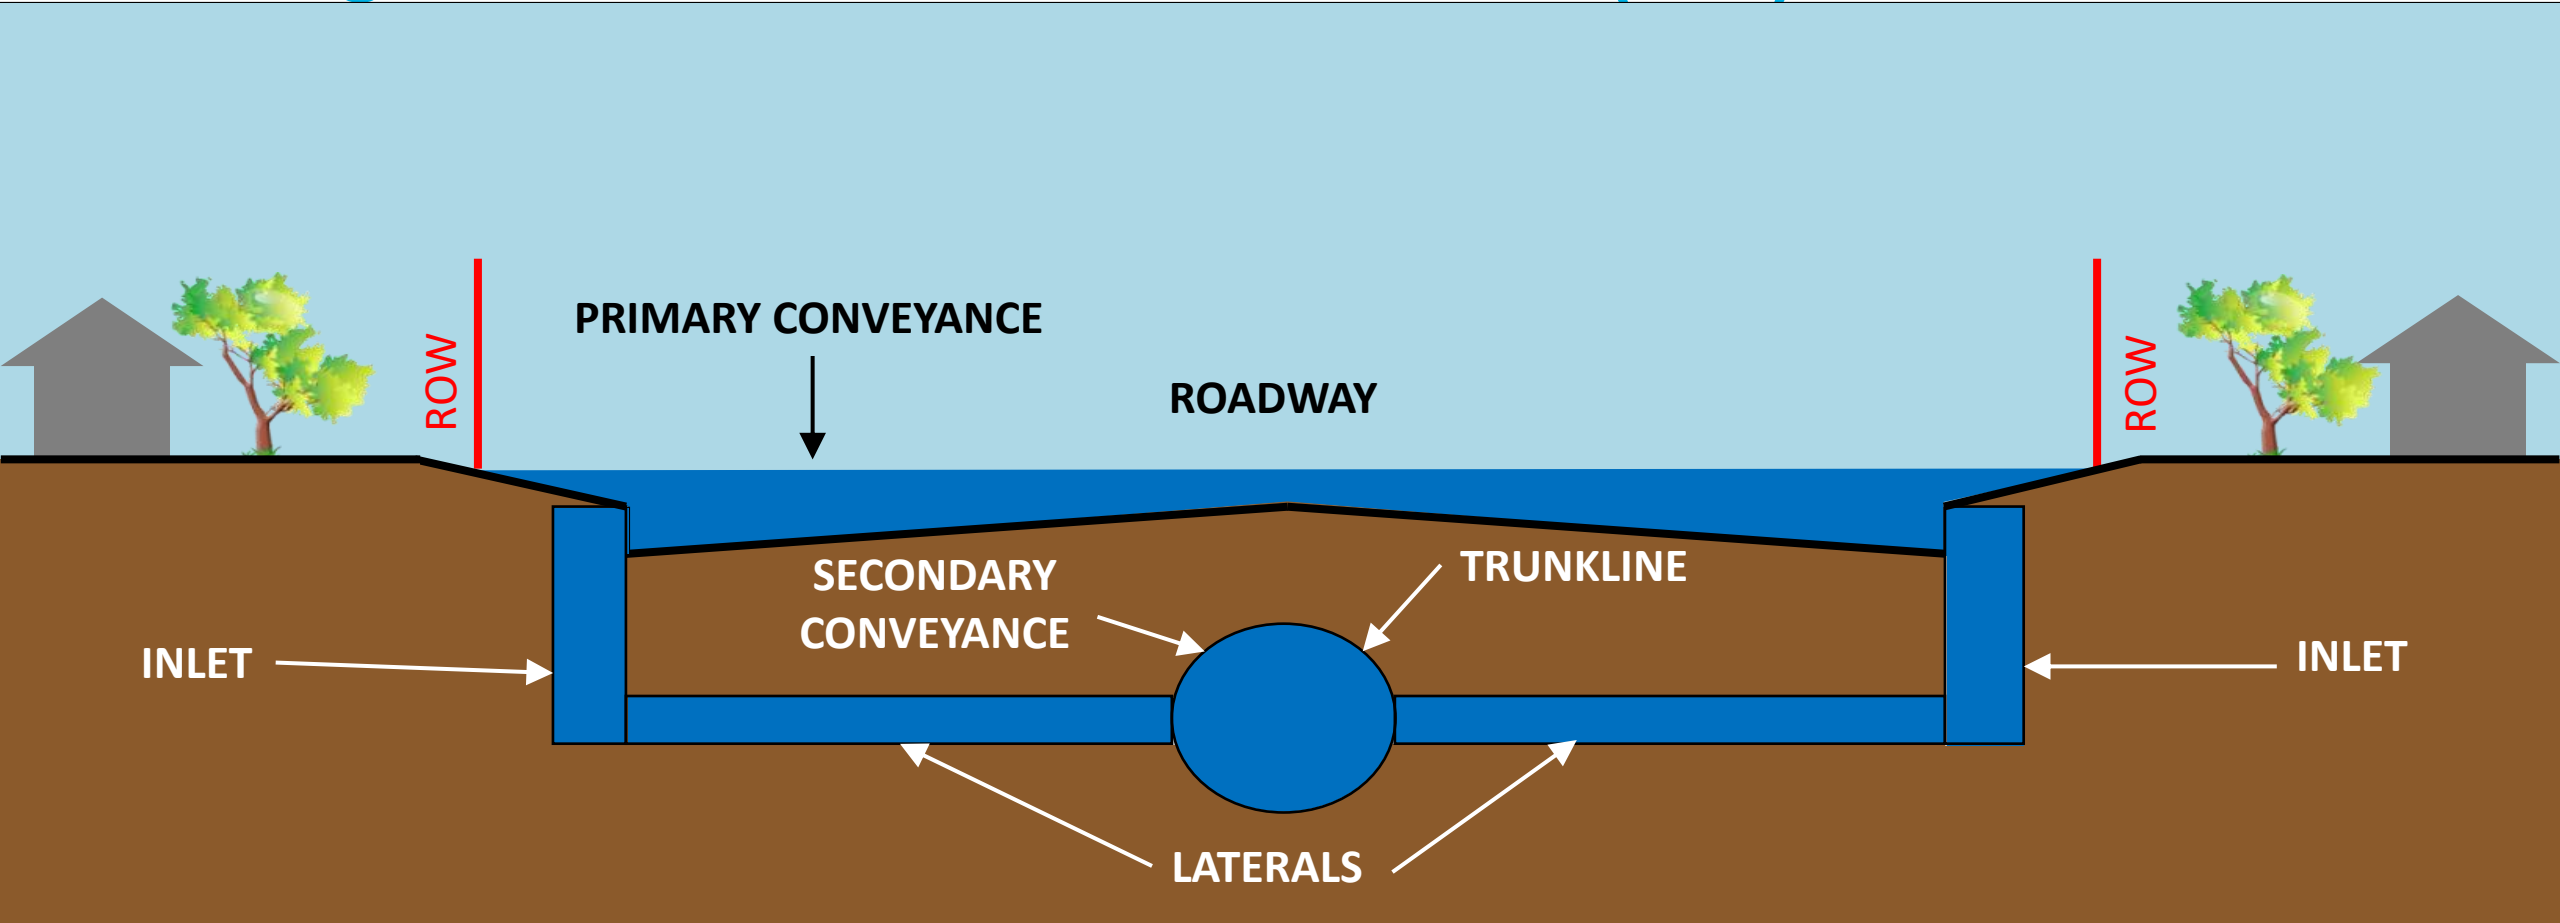 PRIMARY CONVEYANCE
ROW
ROW
ROADWAY
SECONDARY
CONVEYANCE
TRUNKLINE
INLET
INLET
LATERALS